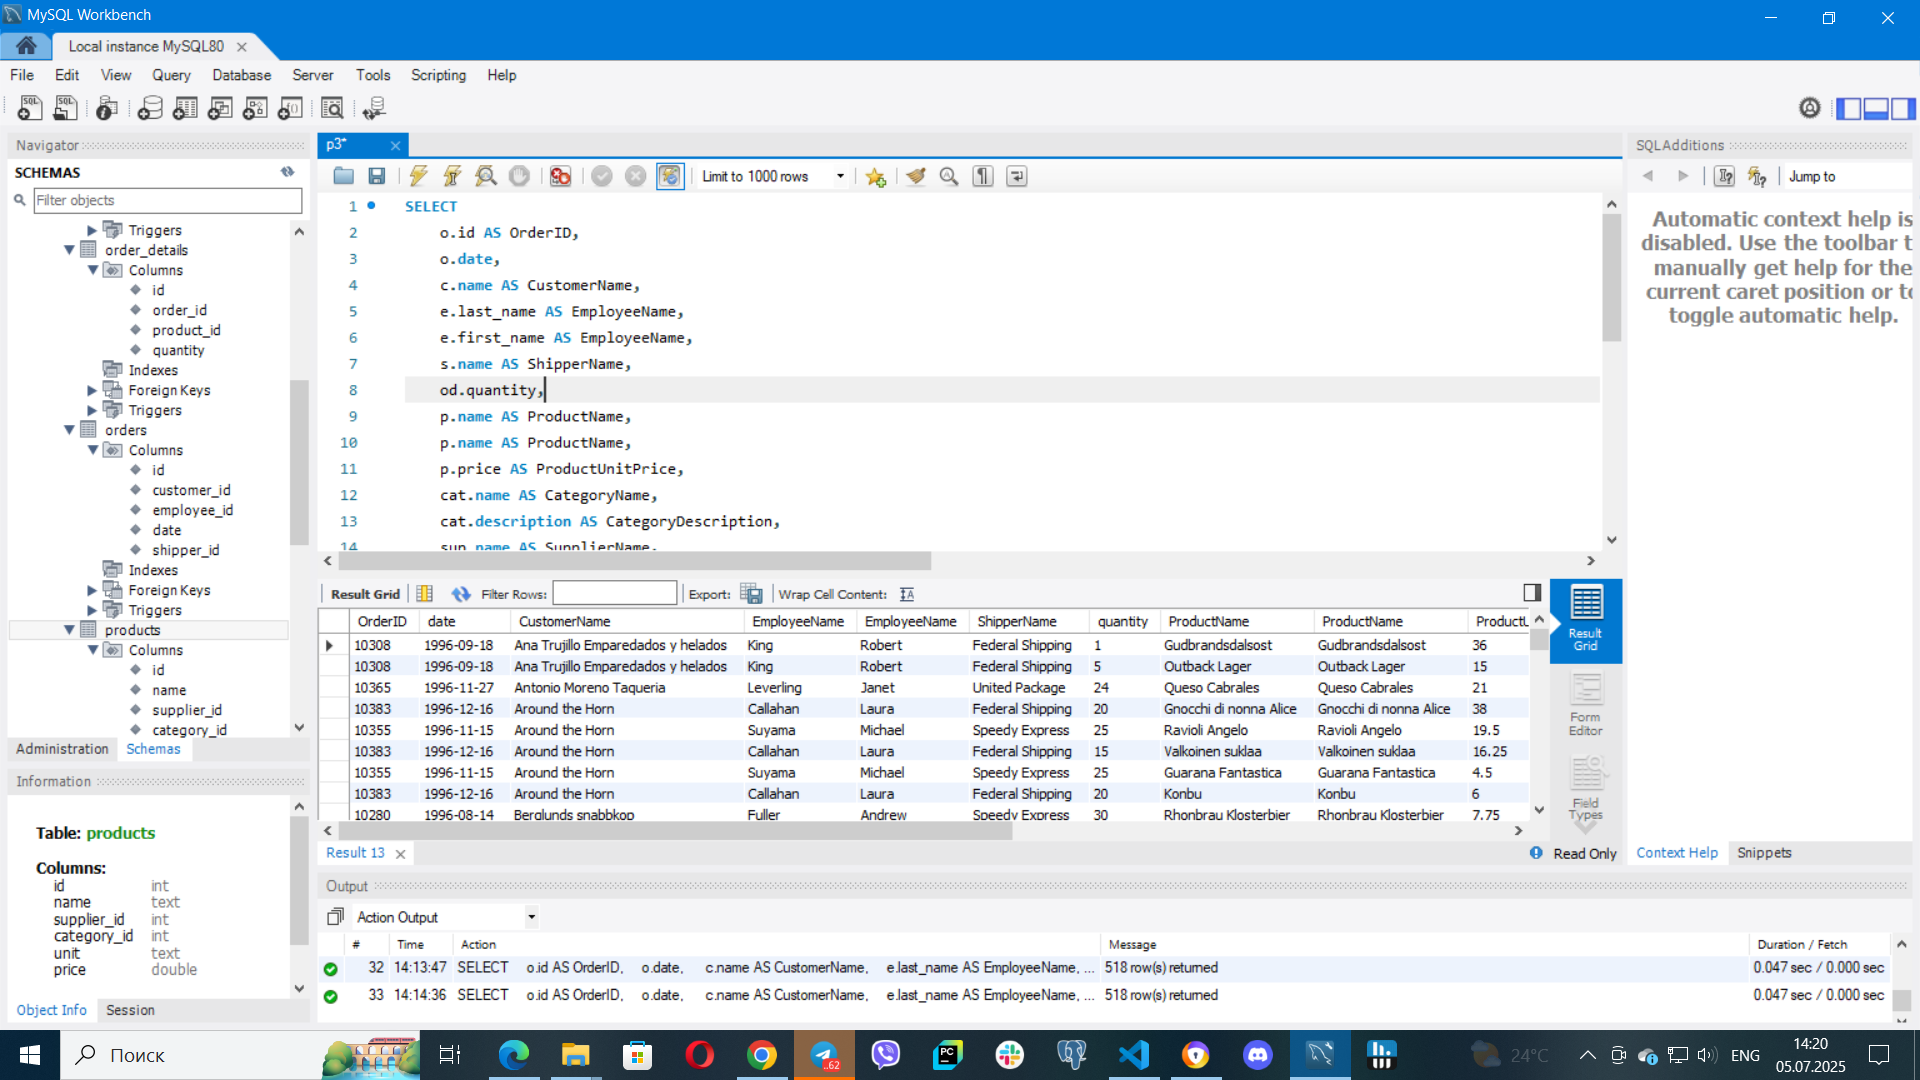 MySQL Workbench
Local instance MySQL80
File Edit View Query Database Server Tools Scripting Help
Navigator
SCHEMAS
Filter objects
Triggers
order_details
Columns
id
order_id
product_id
quantity
Indexes
Foreign Keys
Triggers
orders
Columns
id
customer_id
employee_id
date
shipper_id
Indexes
Foreign Keys
Triggers
products
Columns
id
name
supplier_id
category_id
Administration Schemas
Information
Table: products
Columns:
id int
name text
supplier_id int
category_id int
unit text
price double
Object Info Session
p3*
Limit to 1000 rows
1 SELECT
2 o.id AS OrderID,
3 o.date,
4 c.name AS CustomerName,
5 e.last_name AS EmployeeName,
6 e.first_name AS EmployeeName,
7 s.name AS ShipperName,
8 od.quantity,
9 p.name AS ProductName,
10 p.name AS ProductName,
11 p.price AS ProductUnitPrice,
12 cat.name AS CategoryName,
13 cat.description AS CategoryDescription,
14 sup.name AS SupplierName,
Result Grid Filter Rows: Export: Wrap Cell Content:
OrderID date CustomerName EmployeeName EmployeeName ShipperName quantity ProductName ProductName ProductU
10308 1996-09-18 Ana Trujillo Emparedados y helados King Robert Federal Shipping 1 Gudbrandsdalsost Gudbrandsdalsost 36
10308 1996-09-18 Ana Trujillo Emparedados y helados King Robert Federal Shipping 5 Outback Lager Outback Lager 15
10365 1996-11-27 Antonio Moreno Taqueria Leverling Janet United Package 24 Queso Cabrales Queso Cabrales 21
10383 1996-12-16 Around the Horn Callahan Laura Federal Shipping 20 Gnocchi di nonna Alice Gnocchi di nonna Alice 38
10355 1996-11-15 Around the Horn Suyama Michael Speedy Express 25 Ravioli Angelo Ravioli Angelo 19.5
10383 1996-12-16 Around the Horn Callahan Laura Federal Shipping 15 Valkoinen suklaa Valkoinen suklaa 16.25
10355 1996-11-15 Around the Horn Suyama Michael Speedy Express 25 Guarana Fantastica Guarana Fantastica 4.5
10383 1996-12-16 Around the Horn Callahan Laura Federal Shipping 20 Konbu Konbu 6
10280 1996-08-14 Berglunds snabbkop Fuller Andrew Speedy Express 30 Rhonbrau Klosterbier Rhonbrau Klosterbier 7.75
Result Grid
Form Editor
Field Types
Result 13
Read Only
Output
Action Output
# Time Action Message Duration / Fetch
32 14:13:47 SELECT o.id AS OrderID, o.date, c.name AS CustomerName, e.last_name AS EmployeeName, ... 518 row(s) returned 0.047 sec / 0.000 sec
33 14:14:36 SELECT o.id AS OrderID, o.date, c.name AS CustomerName, e.last_name AS EmployeeName, ... 518 row(s) returned 0.047 sec / 0.000 sec
SQLAdditions
Jump to
Automatic context help is
disabled. Use the toolbar t
manually get help for the
current caret position or to
toggle automatic help.
Context Help Snippets
Поиск
..62
PC
24°C
ENG
14:20
05.07.2025